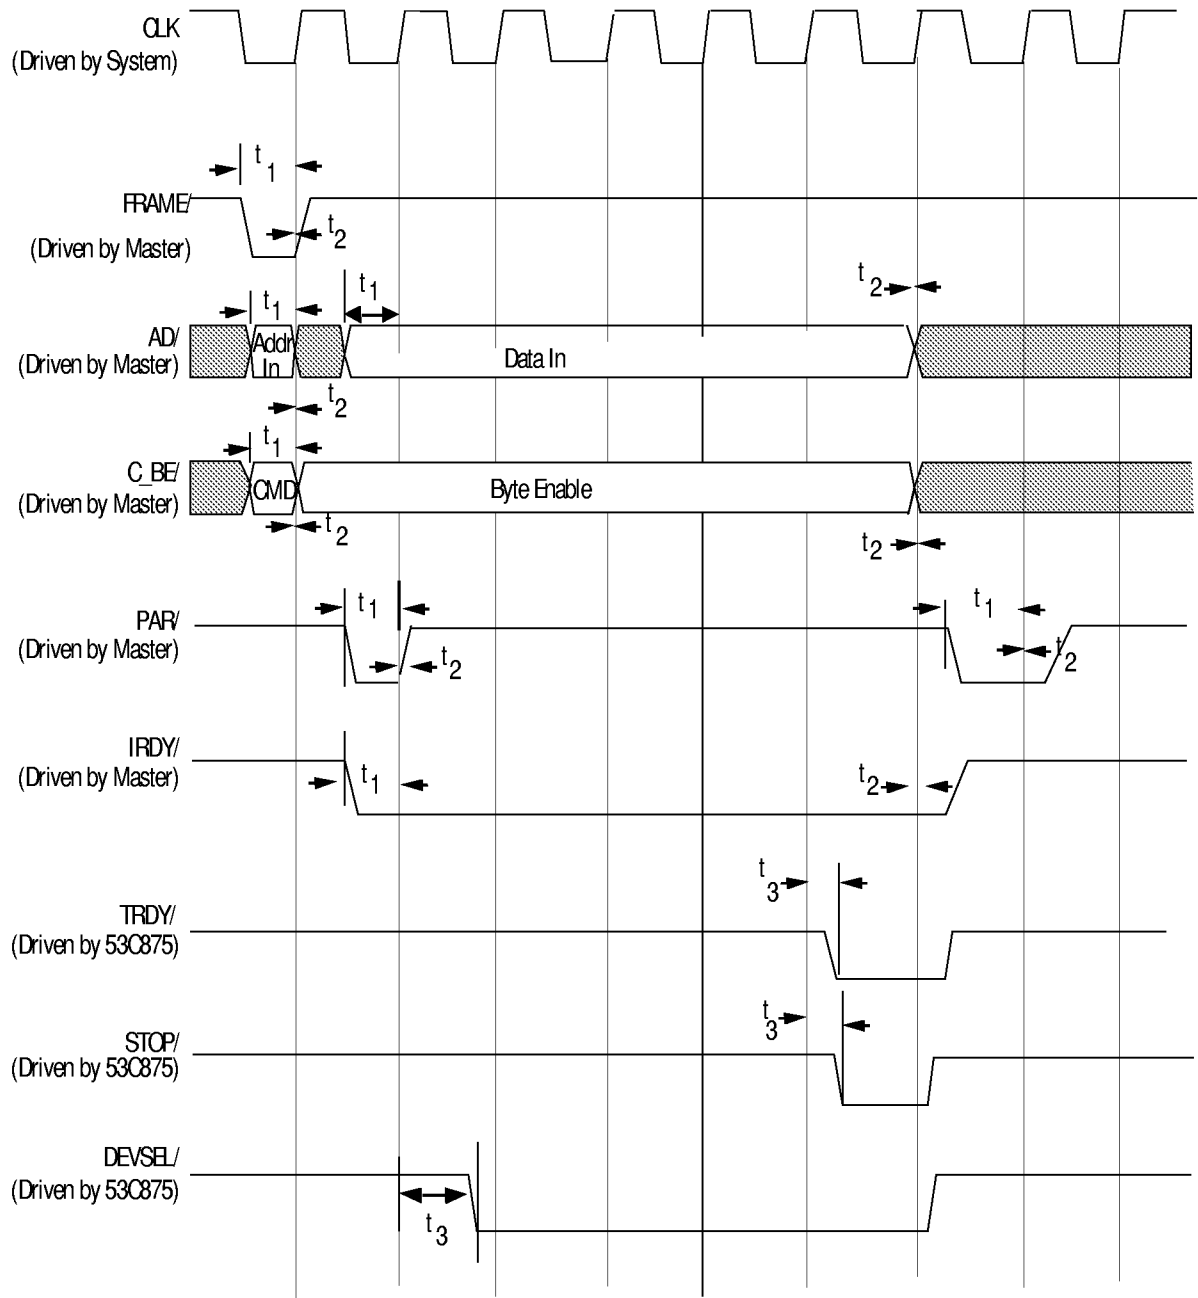 CLK
(Driven by System)
t1
FRAME/
t2
(Driven by Master)
t1
t1
t2
AD/
(Driven by Master)
Addr
In
Data In
t2
t1
C_BE/
(Driven by Master)
CMD
Byte Enable
t2
t2
t1
t1
PAR/
(Driven by Master)
t2
t2
IRDY/
(Driven by Master)
t1
t2
t3
TRDY/
(Driven by 53C875)
t3
STOP/
(Driven by 53C875)
DEVSEL/
(Driven by 53C875)
t3